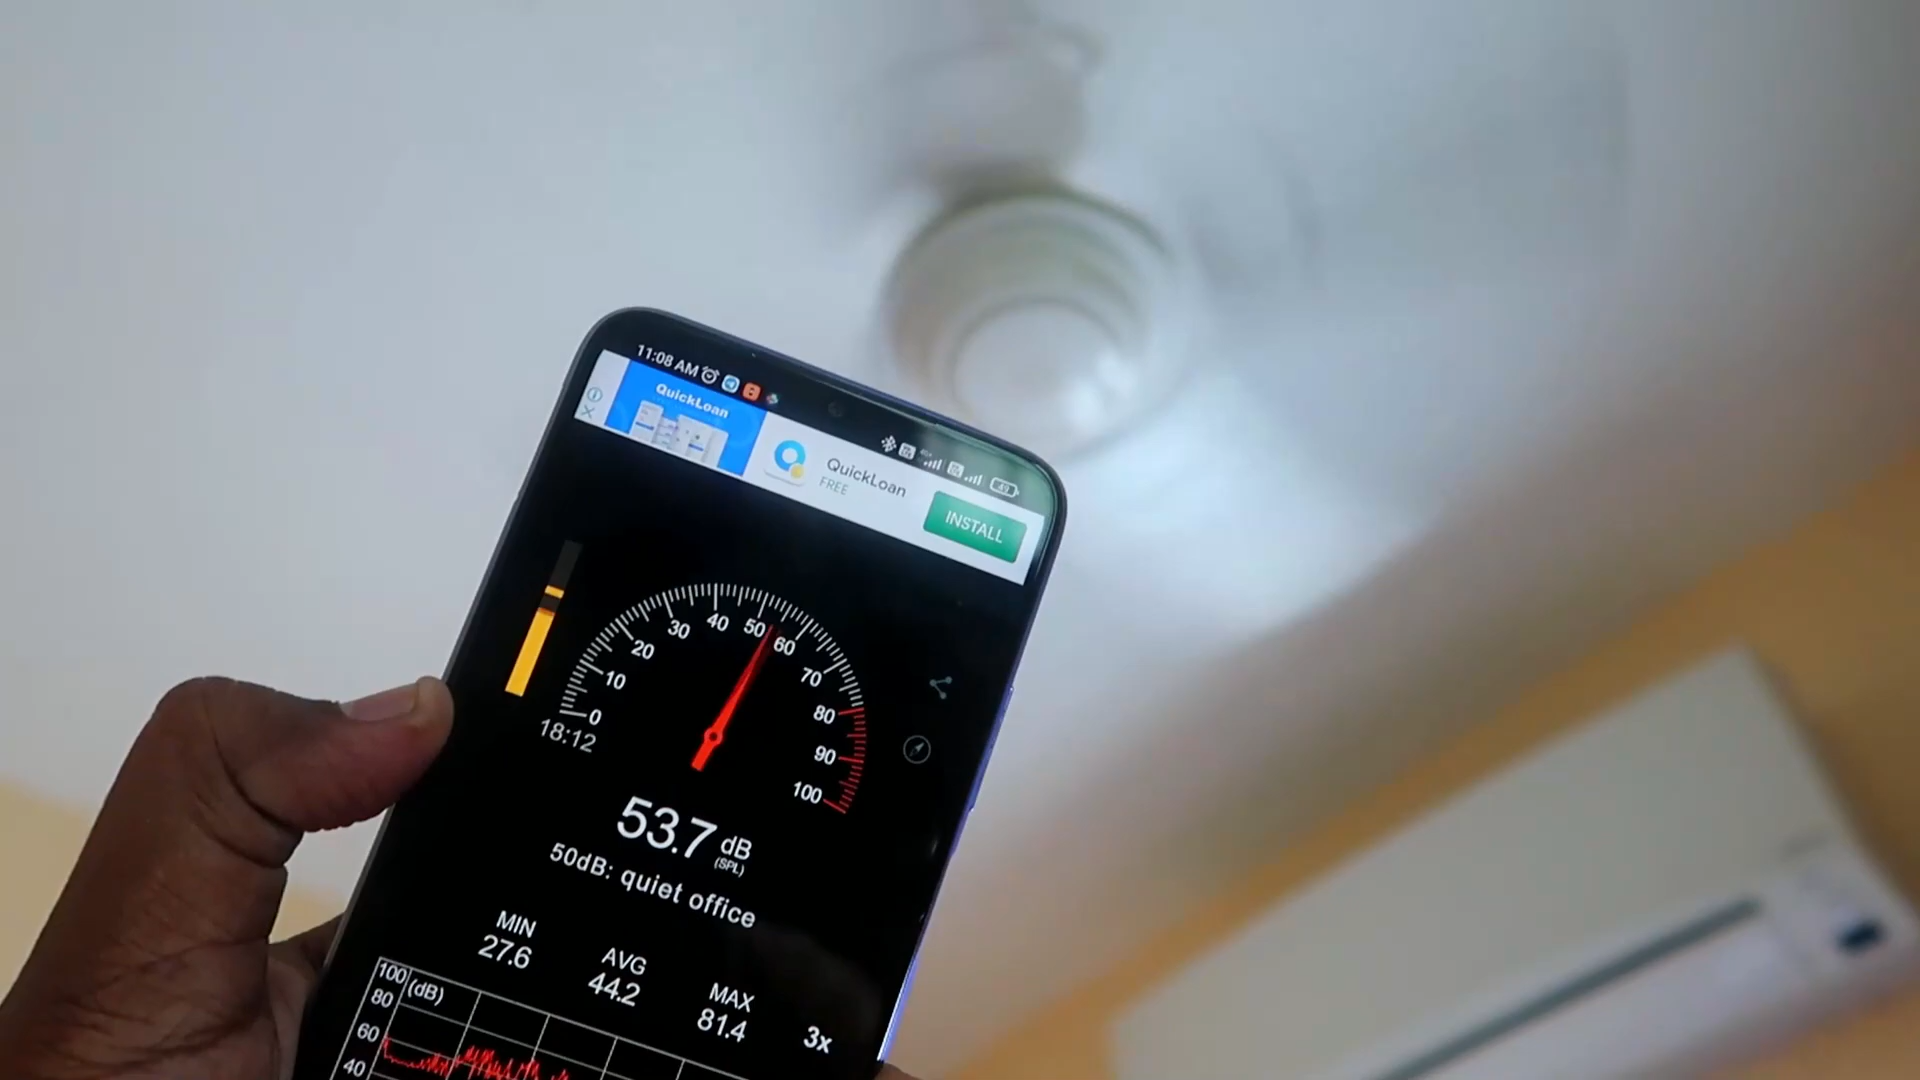 11:08 AM
QuickLoan
QuickLoan
FREE
INSTALL
49
0
10
20
30
40
50
60
70
80
90
100
18:12
53.7 dB
(SPL)
50dB: quiet office
MIN
27.6
AVG
44.2
MAX
81.4
3x
100 (dB)
80
60
40